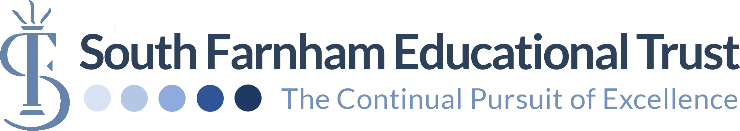 South Farnham Educational Trust
The Continual Pursuit of Excellence